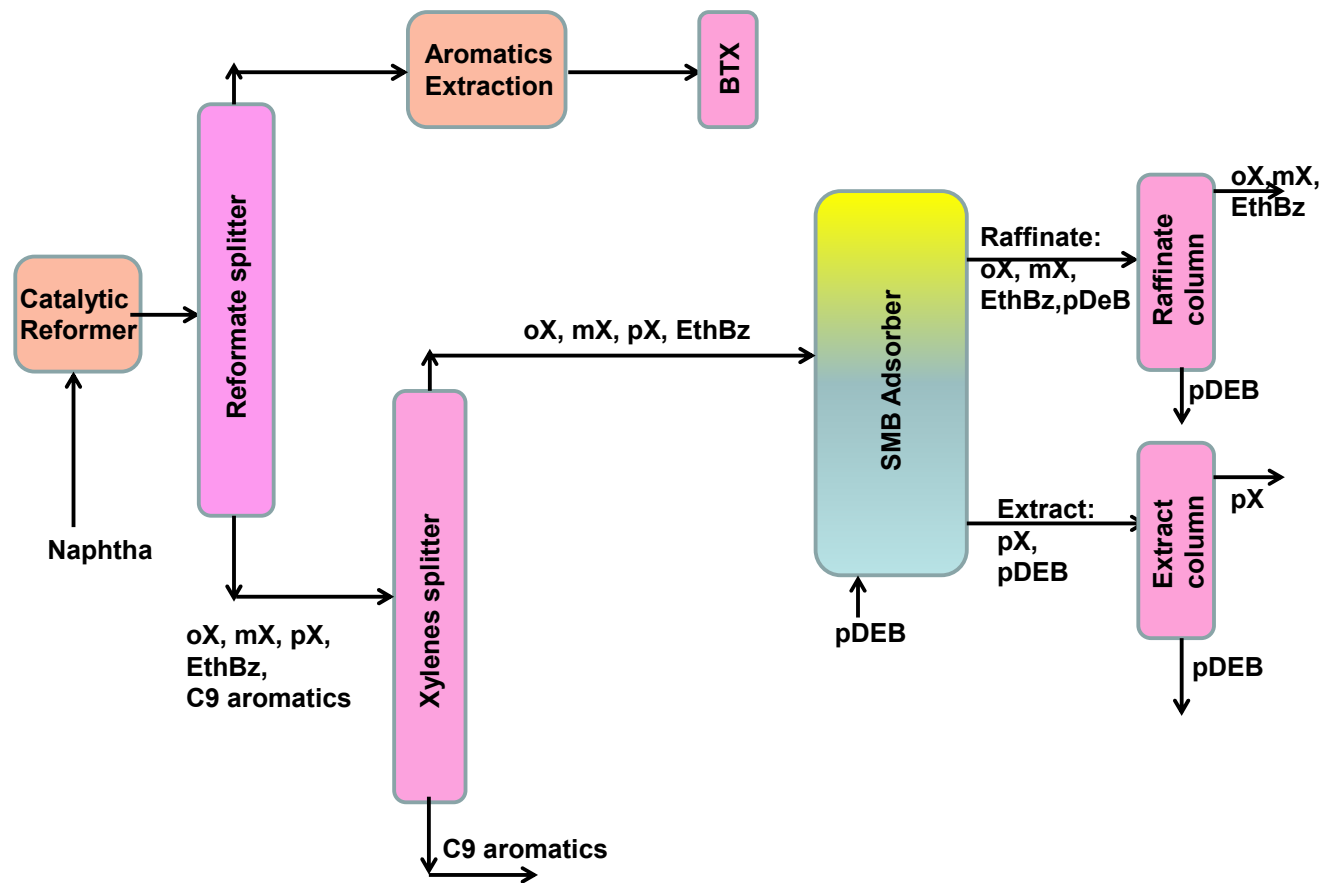 Aromatics
Extraction
BTX
Reformate splitter
Catalytic
Reformer
Naphtha
oX, mX, pX,
EthBz,
C9 aromatics
Xylenes splitter
C9 aromatics
oX, mX, pX, EthBz
SMB Adsorber
pDEB
Raffinate:
oX, mX,
EthBz,pDeB
Raffinate
column
oX,mX,
EthBz
pDEB
Extract:
pX,
pDEB
Extract
column
pX
pDEB